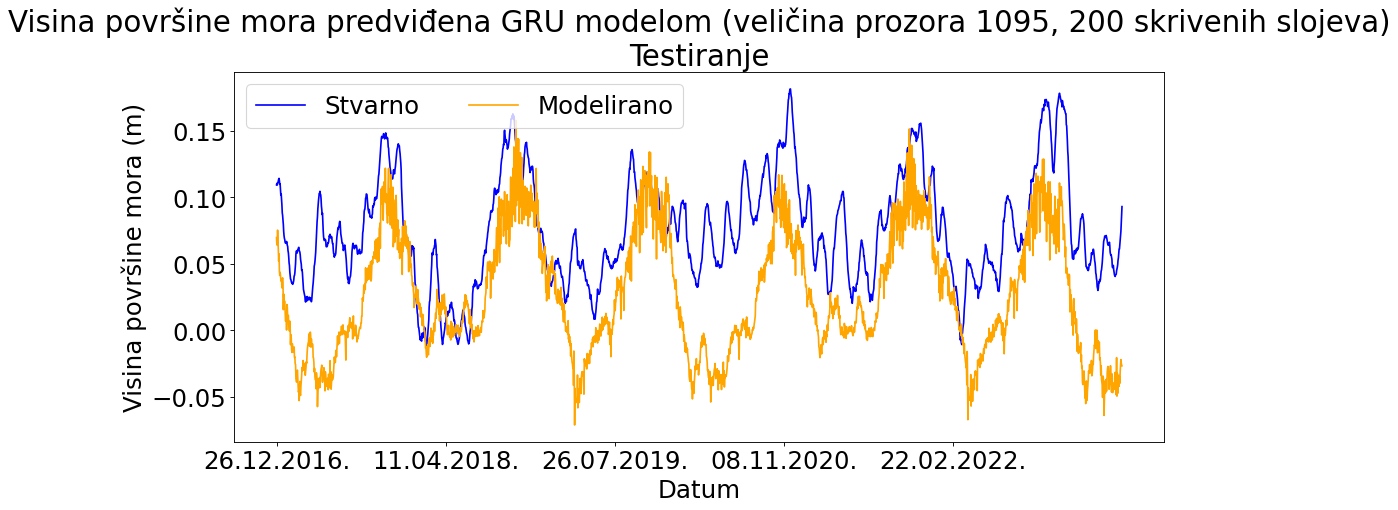 Visina površine mora predviđena GRU modelom (veličina prozora 1095, 200 skrivenih slojeva)
Testiranje
Stvarno
Modelirano
Visina površine mora (m)
0.15
0.10
0.05
0.00
−0.05
26.12.2016.
11.04.2018.
26.07.2019.
08.11.2020.
22.02.2022.
Datum